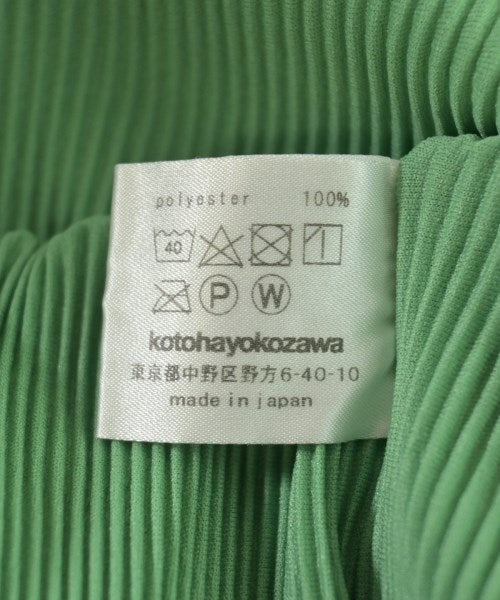 polyester 100%
40
P W
kotohayokozawa
東京都中野区野方6-40-10
made in japan